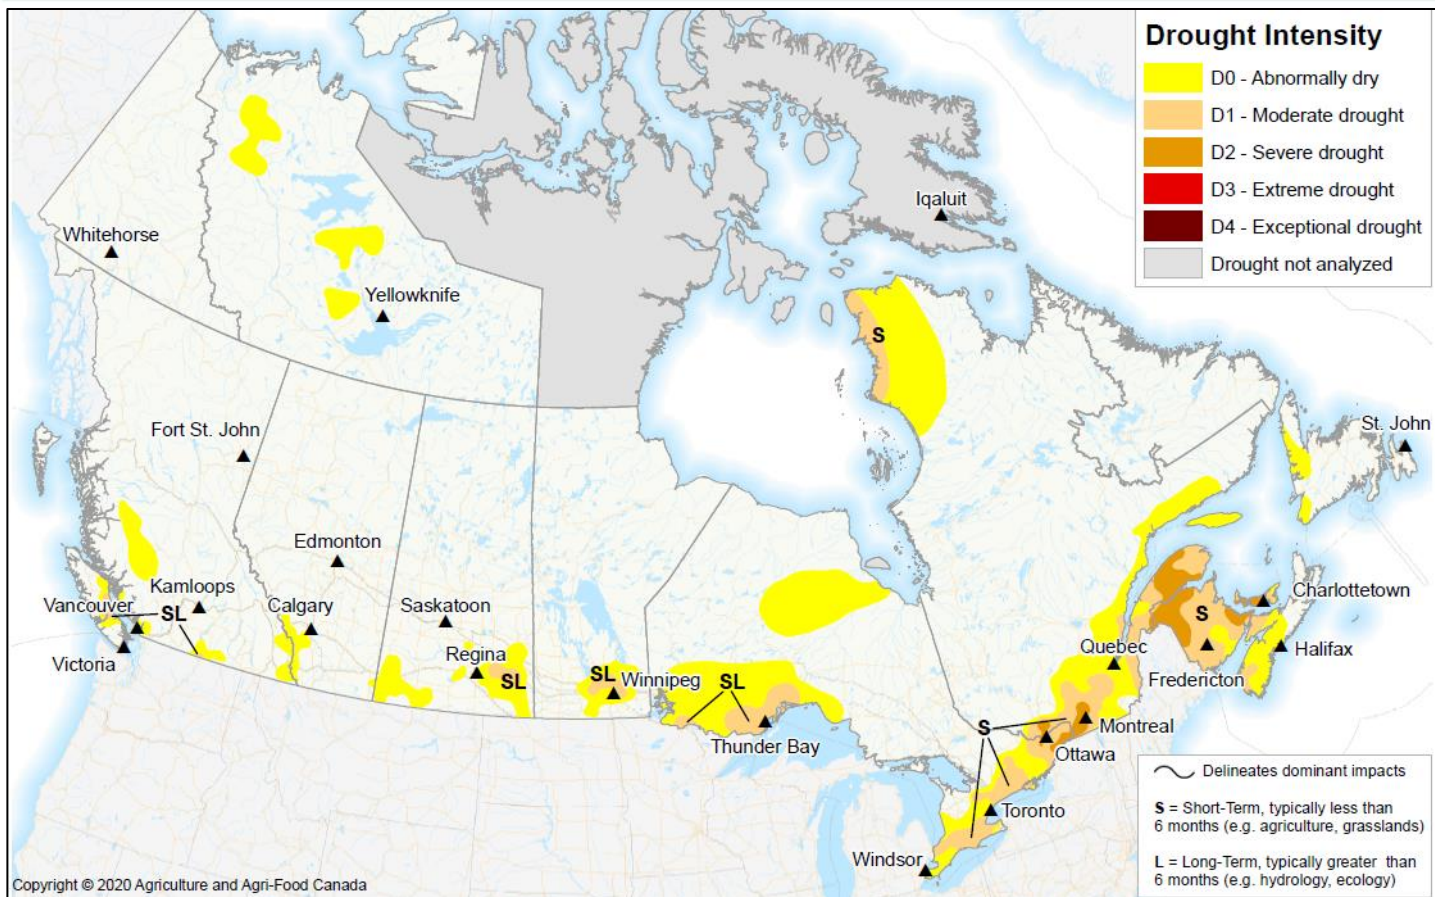 Drought Intensity
D0 - Abnormally dry
D1 - Moderate drought
D2 - Severe drought
D3 - Extreme drought
D4 - Exceptional drought
Drought not analyzed
Iqaluit
Whitehorse
Yellowknife
S
Fort St. John
St. John
Edmonton
Kamloops
Charlottetown
Vancouver
SL
Calgary
Saskatoon
S
Victoria
Regina
SL
SL
Winnipeg
SL
Quebec
Halifax
Fredericton
Thunder Bay
S
Montreal
Ottawa
Toronto
Windsor
Delineates dominant impacts
S = Short-Term, typically less than
6 months (e.g. agriculture, grasslands)
L = Long-Term, typically greater than
6 months (e.g. hydrology, ecology)
Copyright © 2020 Agriculture and Agri-Food Canada